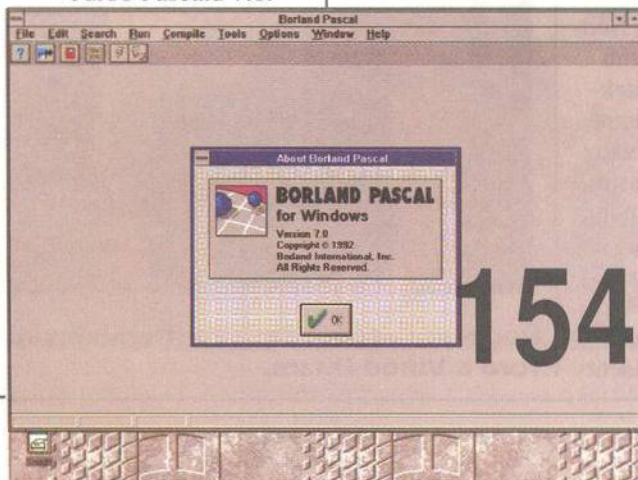 Borland Pascal
File Edit Search Run Compile Tools Options Window Help
About Borland Pascal
BORLAND PASCAL
for Windows
Version 7.0
Copyright © 1992
Borland International, Inc.
All Rights Reserved.
OK
154